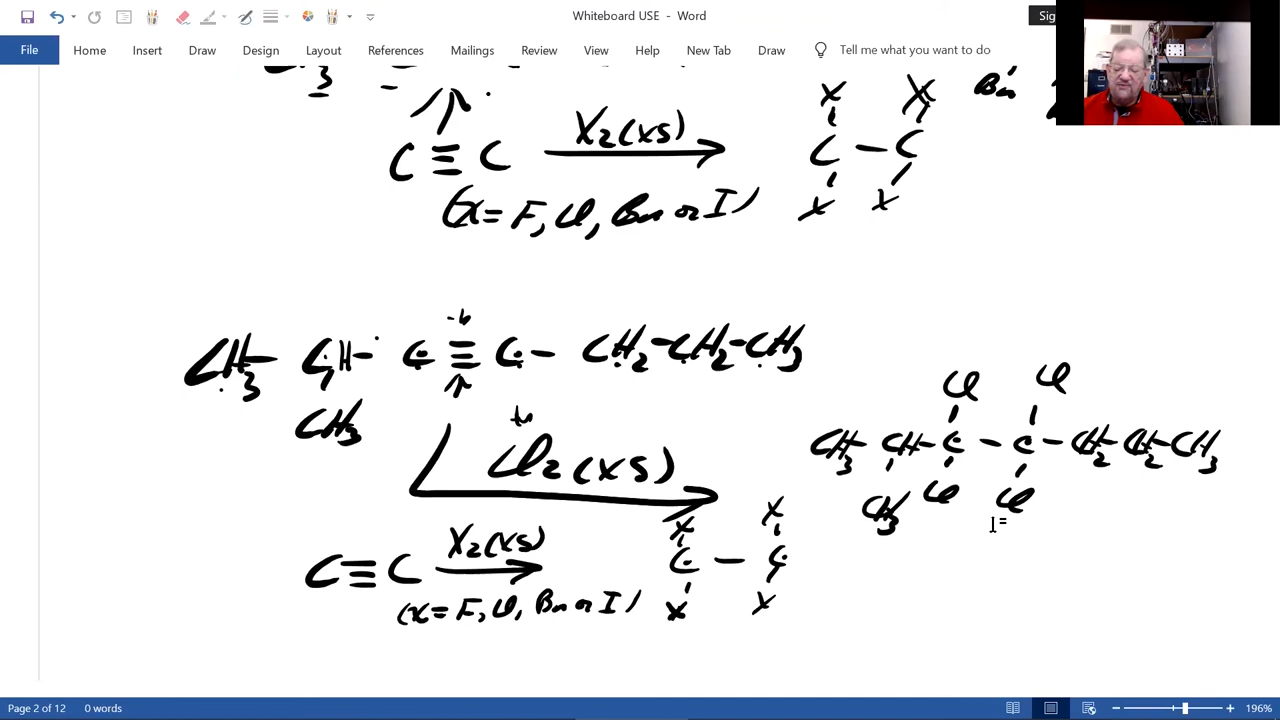 Whiteboard USE - Word
Sig
File Home Insert Draw Design Layout References Mailings Review View Help New Tab Draw Tell me what you want to do
C≡C X₂(xs) X X C-C X X
(X = F, Cl, Br or I)
CH₃-CH-C≡C-CH₂-CH₂-CH₃
CH₃
Cl Cl
Cl₂(xs)
CH₃-CH-C-C-CH₂-CH₂-CH₃
CH₃ Cl Cl
C≡C X₂(xs) X X C-C X X
(X = F, Cl, Br or I)
Page 2 of 12 0 words 196%